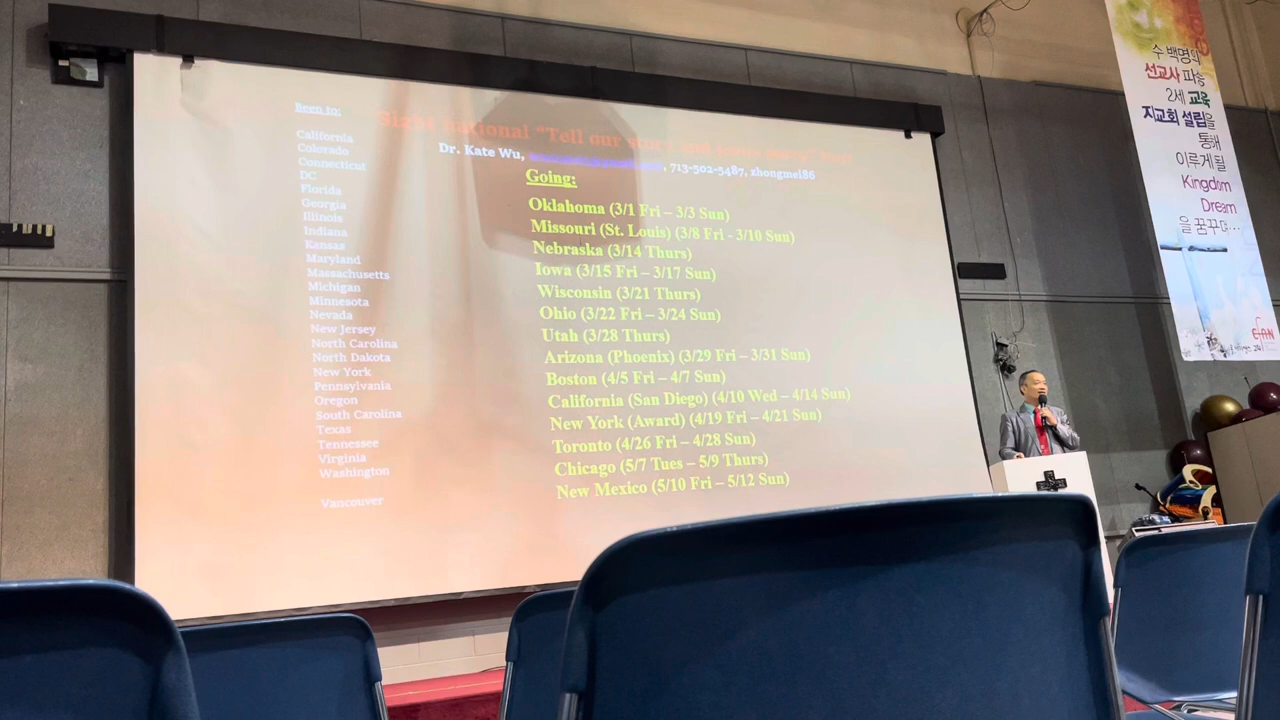 Been to:
California
Colorado
Connecticut
DC
Florida
Georgia
Illinois
Indiana
Kansas
Maryland
Massachusetts
Michigan
Minnesota
Nevada
New Jersey
North Carolina
North Dakota
New York
Pennsylvania
Oregon
South Carolina
Texas
Tennessee
Virginia
Washington
Vancouver
National “Tell our
Dr. Kate Wu, , 713-502-5487, zhongmei86
Going:
Oklahoma (3/1 Fri – 3/3 Sun)
Missouri (St. Louis) (3/8 Fri - 3/10 Sun)
Nebraska (3/14 Thurs)
Iowa (3/15 Fri – 3/17 Sun)
Wisconsin (3/21 Thurs)
Ohio (3/22 Fri – 3/24 Sun)
Utah (3/28 Thurs)
Arizona (Phoenix) (3/29 Fri – 3/31 Sun)
Boston (4/5 Fri – 4/7 Sun)
California (San Diego) (4/10 Wed – 4/14 Sun)
New York (Award) (4/19 Fri – 4/21 Sun)
Toronto (4/26 Fri – 4/28 Sun)
Chicago (5/7 Tues – 5/9 Thurs)
New Mexico (5/10 Fri – 5/12 Sun)
수 백명의
선교사 파송
2세 교육
지교회 설립을
통해
이루게 될
Kingdom
Dream
을 꿈꾸며…